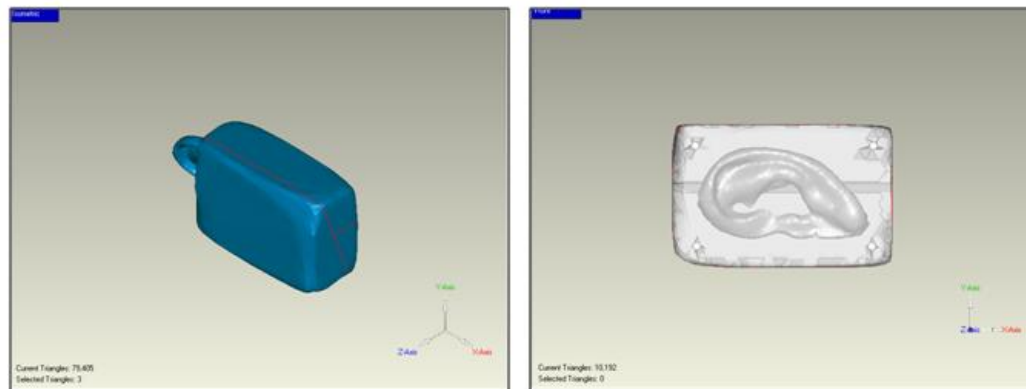 Isometric
Y-Axis
Z-Axis
X-Axis
Current Triangles: 79,405
Selected Triangles: 3
Front
Y-Axis
Z-Axis
X-Axis
Current Triangles: 10,192
Selected Triangles: 0